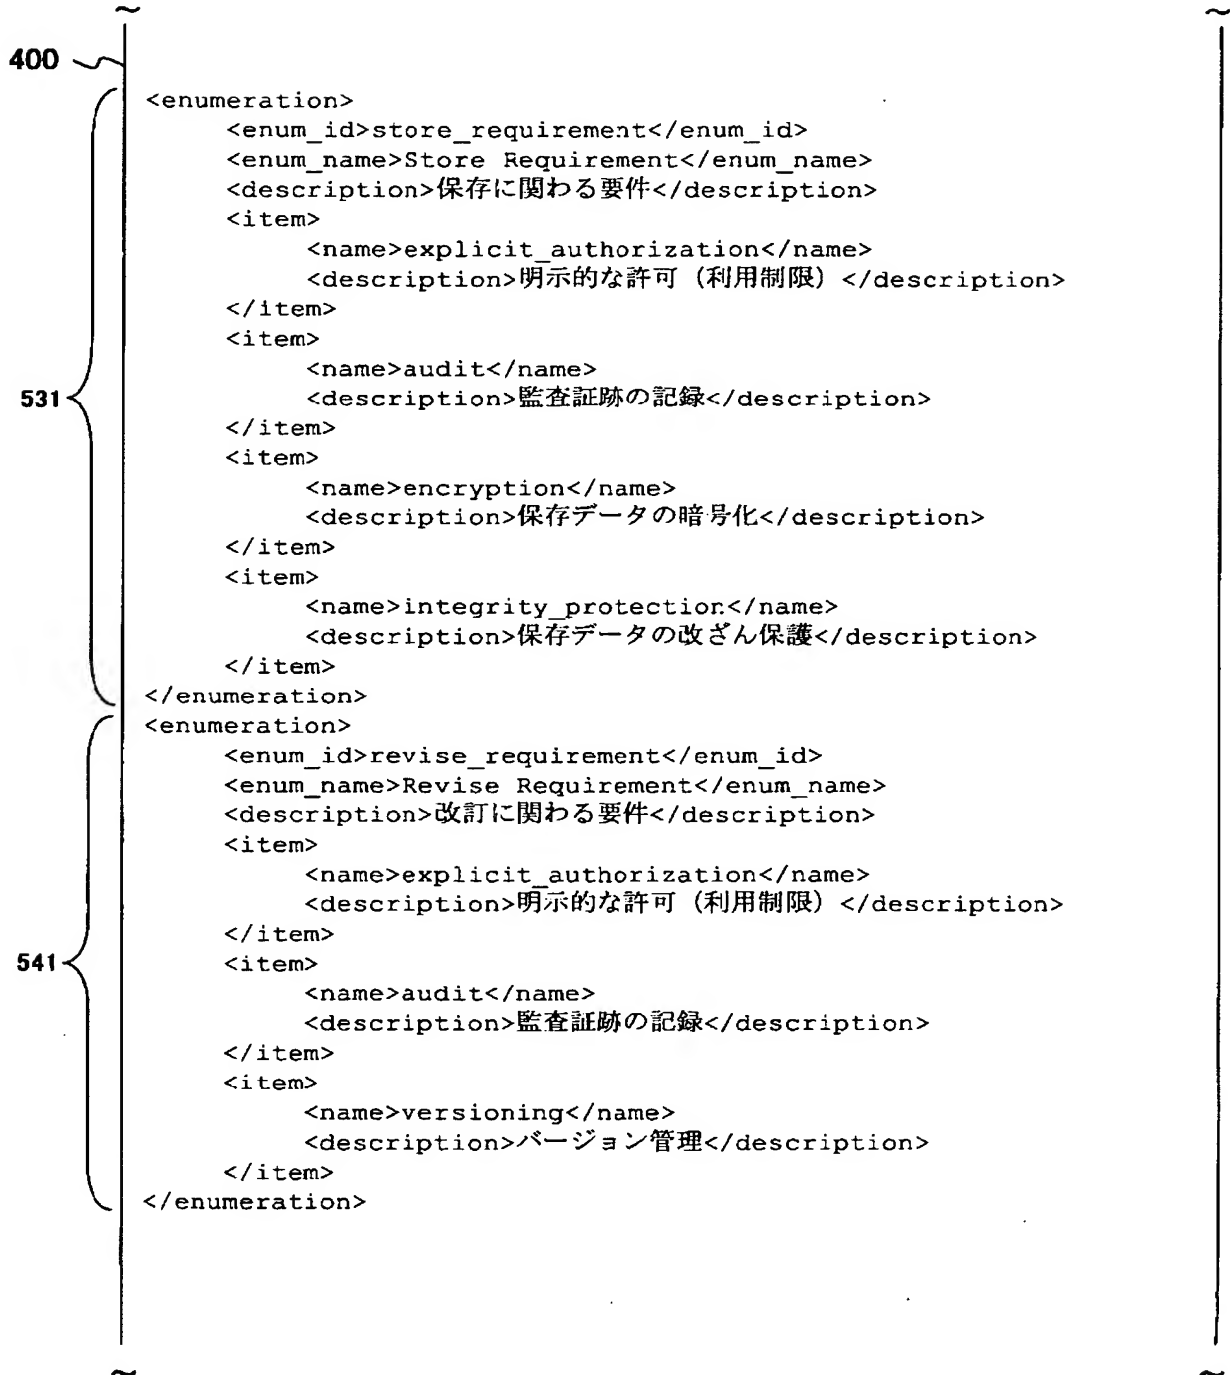 400
<enumeration>
<enum_id>store_requirement</enum_id>
<enum_name>Store Requirement</enum_name>
<description>保存に関わる要件</description>
<item>
<name>explicit_authorization</name>
<description>明示的な許可（利用制限）</description>
</item>
<item>
<name>audit</name>
531 <description>監査証跡の記録</description>
</item>
<item>
<name>encryption</name>
<description>保存データの暗号化</description>
</item>
<item>
<name>integrity_protection</name>
<description>保存データの改ざん保護</description>
</item>
</enumeration>
<enumeration>
<enum_id>revise_requirement</enum_id>
<enum_name>Revise Requirement</enum_name>
<description>改訂に関わる要件</description>
<item>
<name>explicit_authorization</name>
<description>明示的な許可（利用制限）</description>
</item>
541 <item>
<name>audit</name>
<description>監査証跡の記録</description>
</item>
<item>
<name>versioning</name>
<description>バージョン管理</description>
</item>
</enumeration>